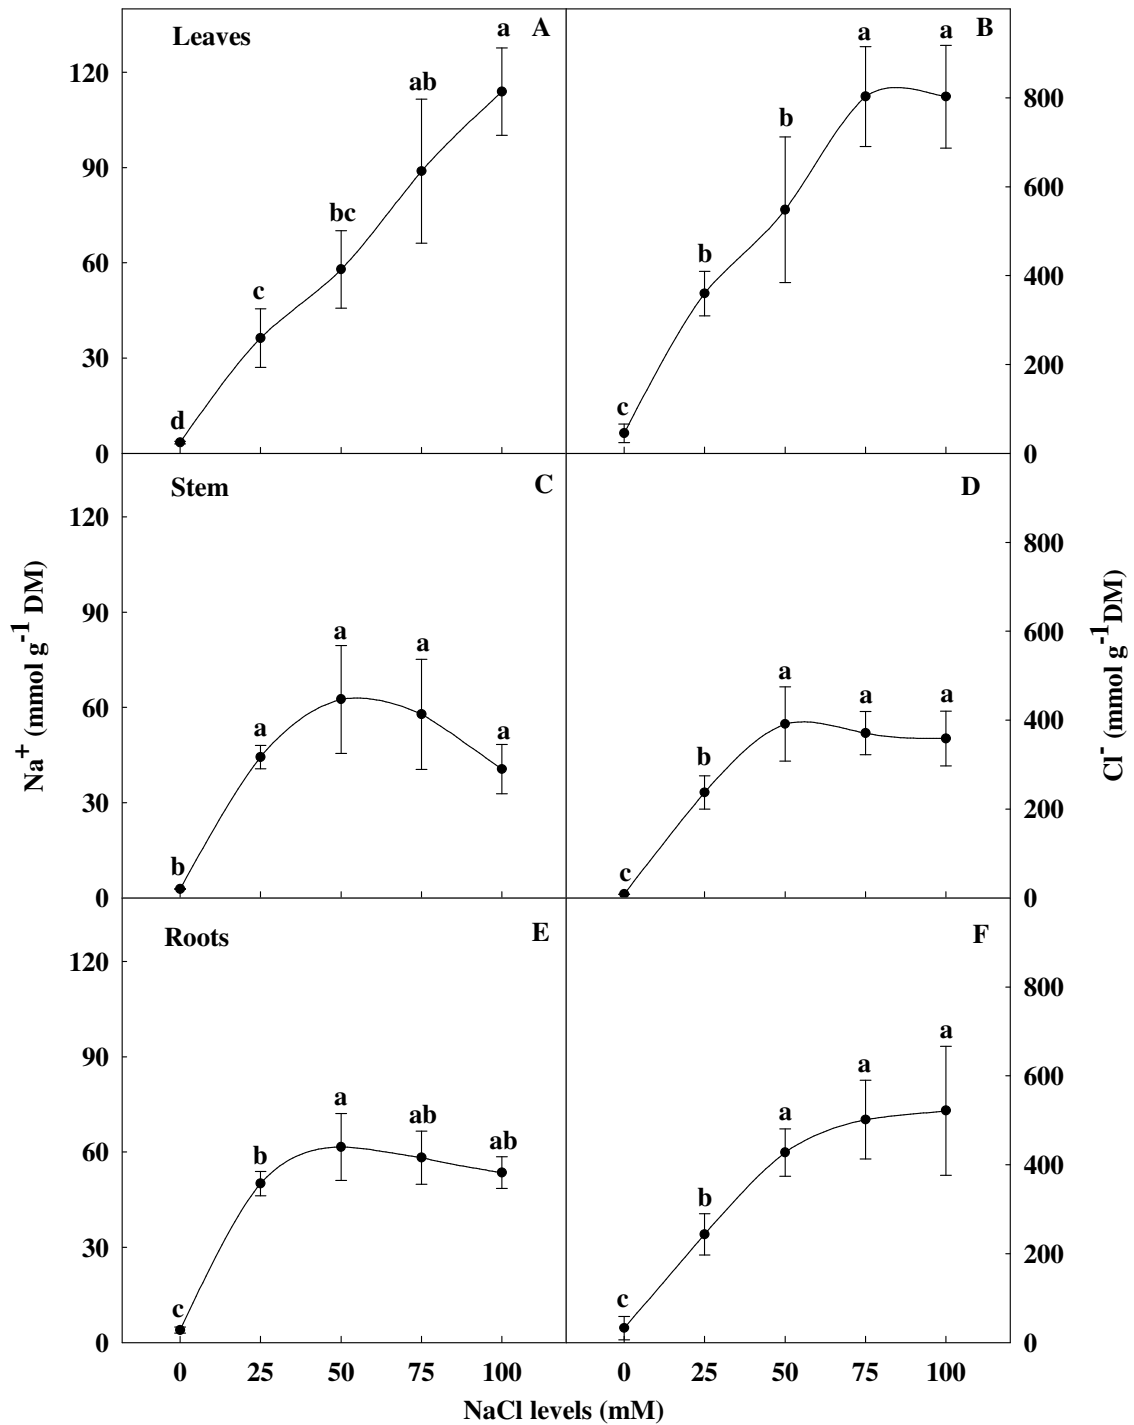 Leaves A a B a a
120 ab 800
90 b 600
60 bc b 400
c
30 200
d c
0 0
Stem C D
120 800
90 600
a a a a a
60 a a 400
30 b 200
b c
0 0
Na+ (mmol g-1 DM)
Cl- (mmol g-1DM)
Roots E F
120 800
90 a a 600
a ab a
60 b ab 400
b
30 200
c c
0 0
0 25 50 75 100 0 25 50 75 100
NaCl levels (mM)